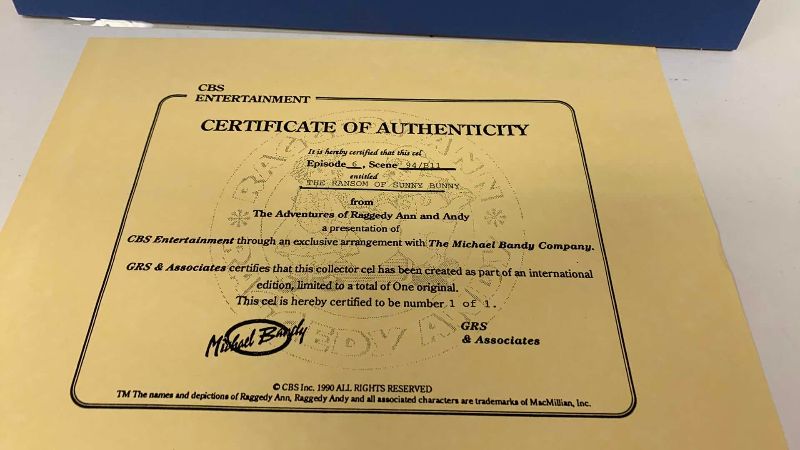 CBS
ENTERTAINMENT
CERTIFICATE OF AUTHENTICITY
It is hereby certified that this cel
Episode 6, Scene 94/B11
entitled
THE RANSOM OF SUNNY BUNNY
from
The Adventures of Raggedy Ann and Andy
a presentation of
CBS Entertainment through an exclusive arrangement with The Michael Bandy Company.
GRS & Associates certifies that this collector cel has been created as part of an international
edition, limited to a total of One original.
This cel is hereby certified to be number 1 of 1.
Michael Bandy
GRS
& Associates
© CBS Inc. 1990 ALL RIGHTS RESERVED
TM The names and depictions of Raggedy Ann, Raggedy Andy and all associated characters are trademarks of MacMillian, Inc.